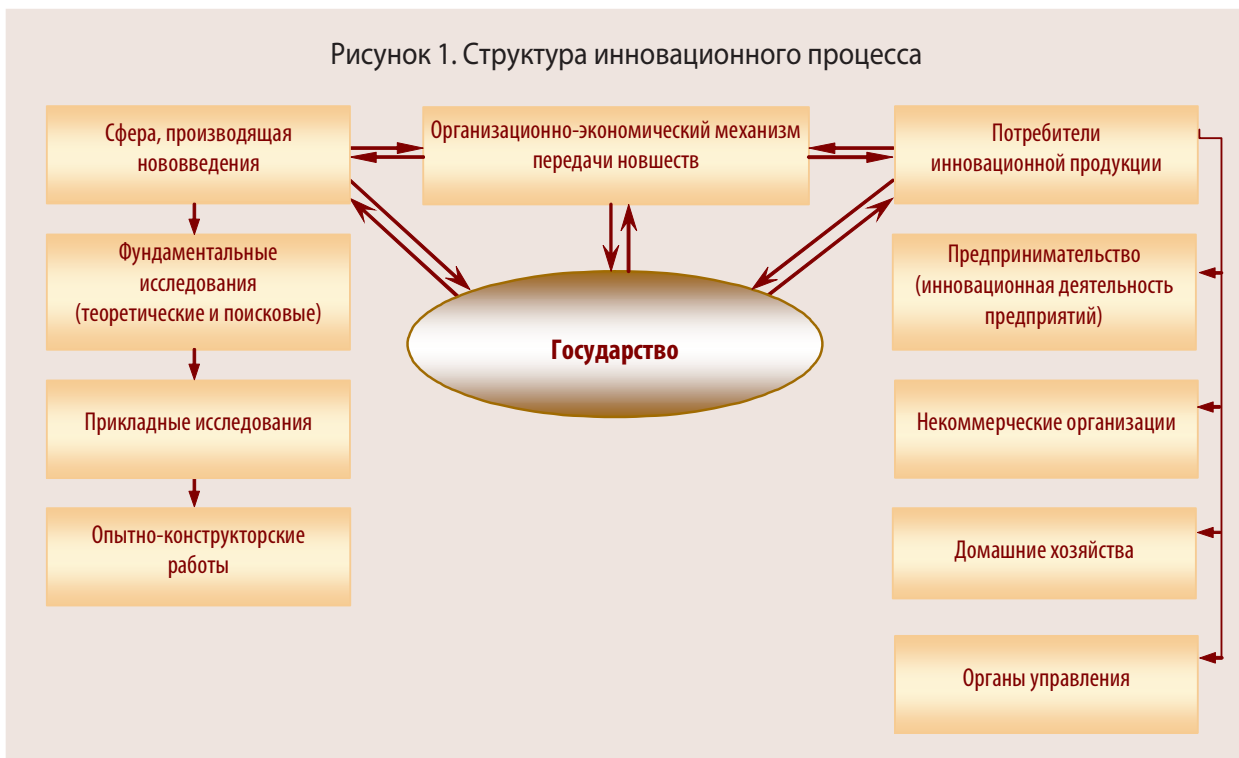 Рисунок 1. Структура инновационного процесса
Сфера, производящая
нововведения
Организационно-экономический механизм
передачи новшеств
Потребители
инновационной продукции
Фундаментальные
исследования
(теоретические и поисковые)
Предпринимательство
(инновационная деятельность
предприятий)
Государство
Прикладные исследования
Некоммерческие организации
Опытно-конструкторские
работы
Домашние хозяйства
Органы управления